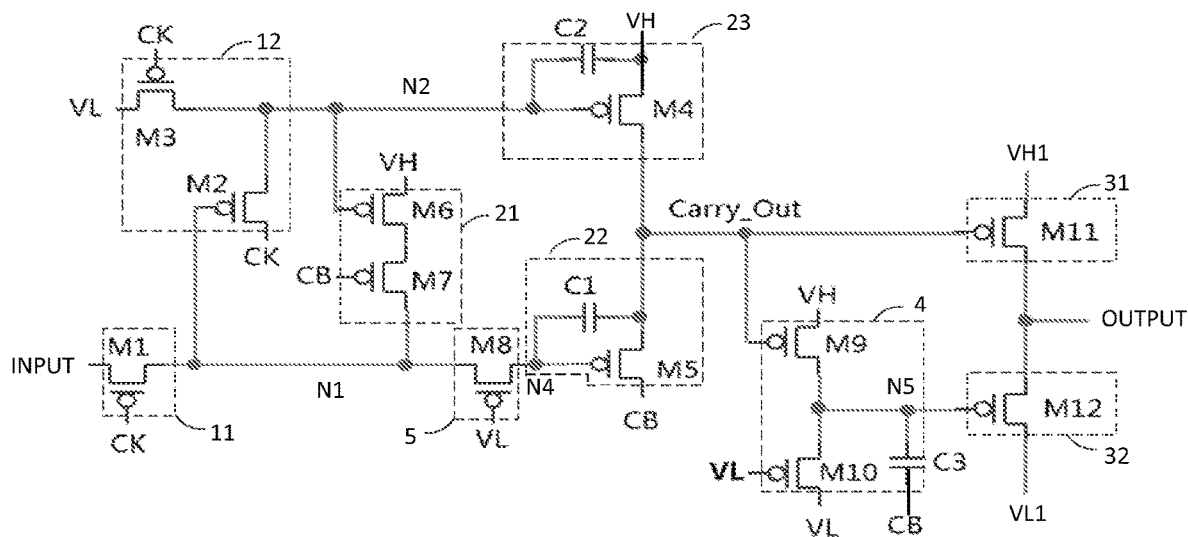 CK
12
C2
VH
23
VL
M3
N2
M4
M2
VH
M6
21
CK
CB
M7
Carry_Out
22
VH1
31
M11
C1
VH
4
OUTPUT
INPUT
M1
M8
M9
N1
N4
M5
N5
M12
CK
11
5
VL
CB
VL
M10
C3
32
VL
CB
VL1